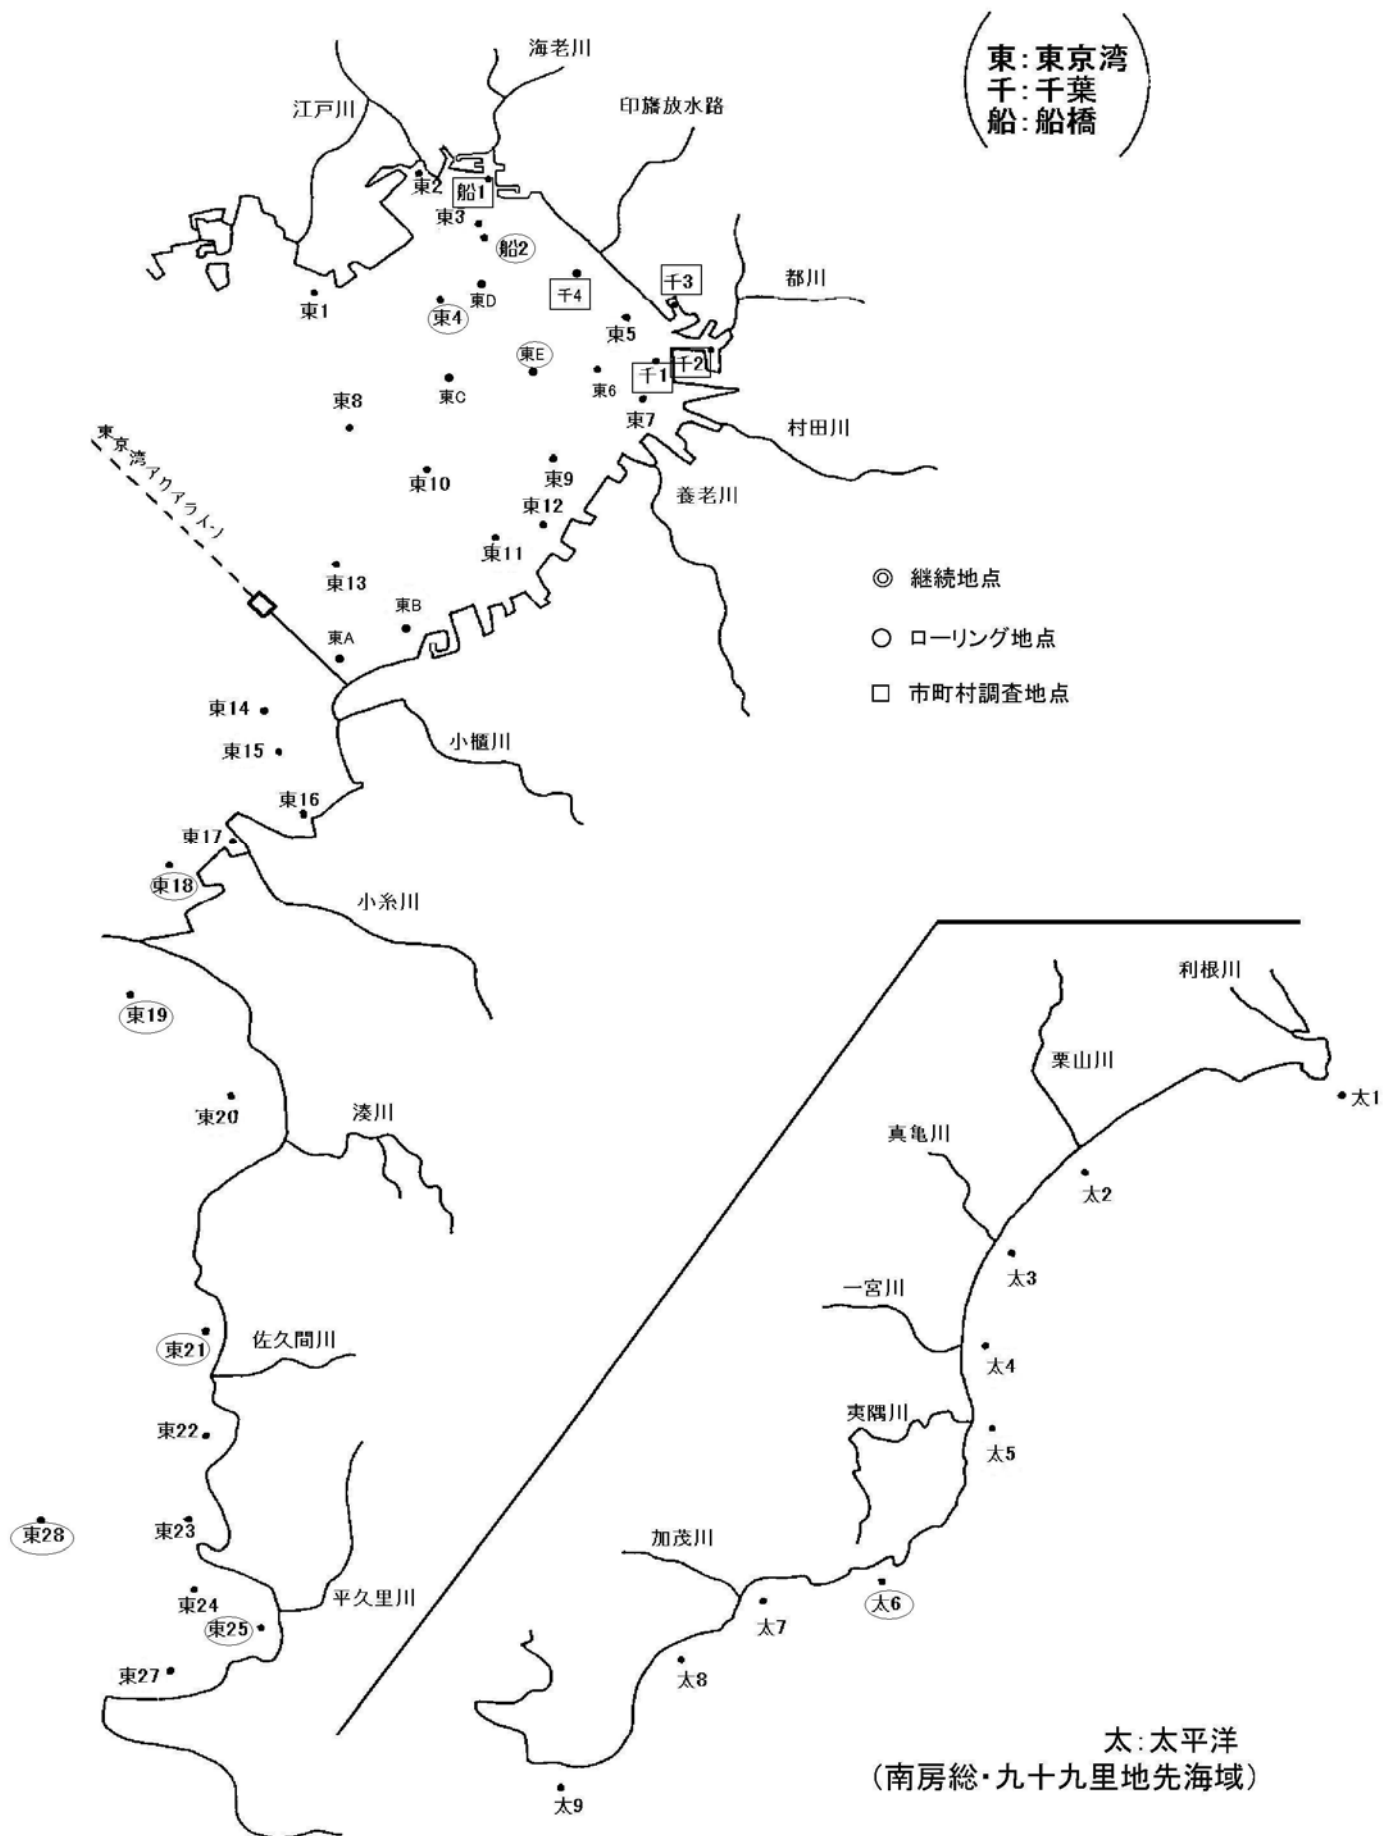 東:東京湾
千:千葉
船:船橋
海老川
江戸川
印旛放水路
東2
船1
東3
船2
千3
都川
東D
千4
東1
東4
東5
東E
千2
千1
東6
東C
東7
東8
村田川
東京湾アクアライン
東9
東10
養老川
東12
東11
東13
◎ 継続地点
東B
東A
○ ローリング地点
□ 市町村調査地点
東14
小櫃川
東15
東16
東17
東18
小糸川
利根川
東19
栗山川
太1
東20
湊川
真亀川
太2
太3
一宮川
東21
佐久間川
太4
夷隅川
東22
太5
東28
東23
加茂川
平久里川
東24
太6
東25
太7
東27
太8
太:太平洋
(南房総・九十九里地先海域)
太9